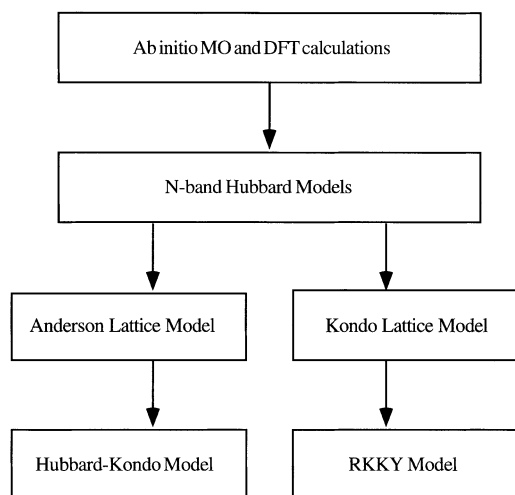 Ab initio MO and DFT calculations
N-band Hubbard Models
Anderson Lattice Model
Kondo Lattice Model
Hubbard-Kondo Model
RKKY Model